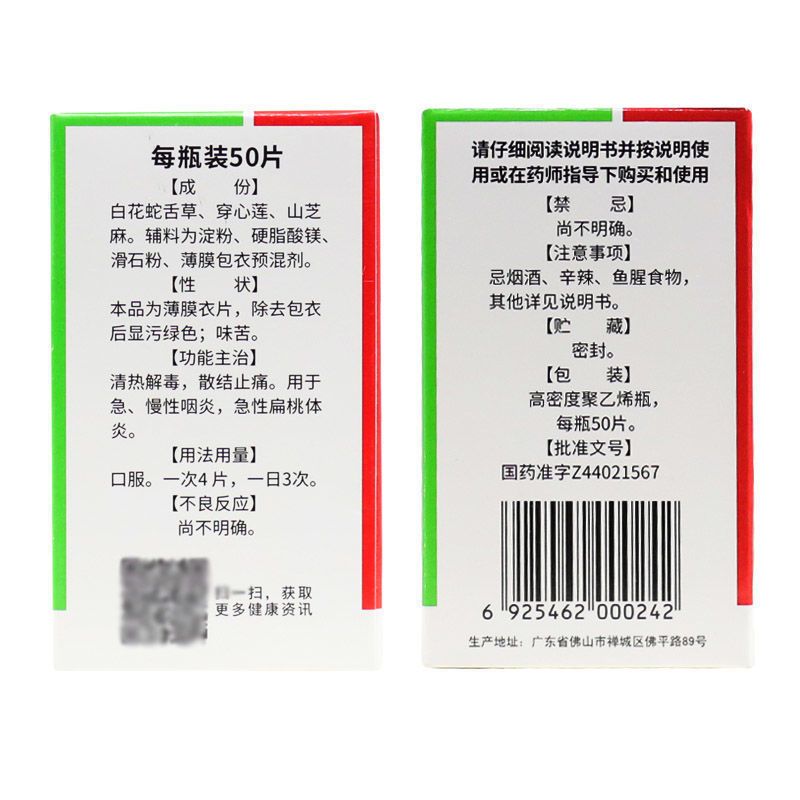 每瓶装50片
【成 份】
白花蛇舌草、穿心莲、山芝
麻。辅料为淀粉、硬脂酸镁、
滑石粉、薄膜包衣预混剂。
【性 状】
本品为薄膜衣片，除去包衣
后显污绿色；味苦。
【功能主治】
清热解毒，散结止痛。用于
急、慢性咽炎，急性扁桃体
炎。
【用法用量】
口服。一次4片，一日3次。
【不良反应】
尚不明确。
扫一扫，获取
更多健康资讯
请仔细阅读说明书并按说明使
用或在药师指导下购买和使用
【禁 忌】
尚不明确。
【注意事项】
忌烟酒、辛辣、鱼腥食物，
其他详见说明书。
【贮 藏】
密封。
【包 装】
高密度聚乙烯瓶，
每瓶50片。
【批准文号】
国药准字Z44021567
6 925462 000242
生产地址：广东省佛山市禅城区佛平路89号